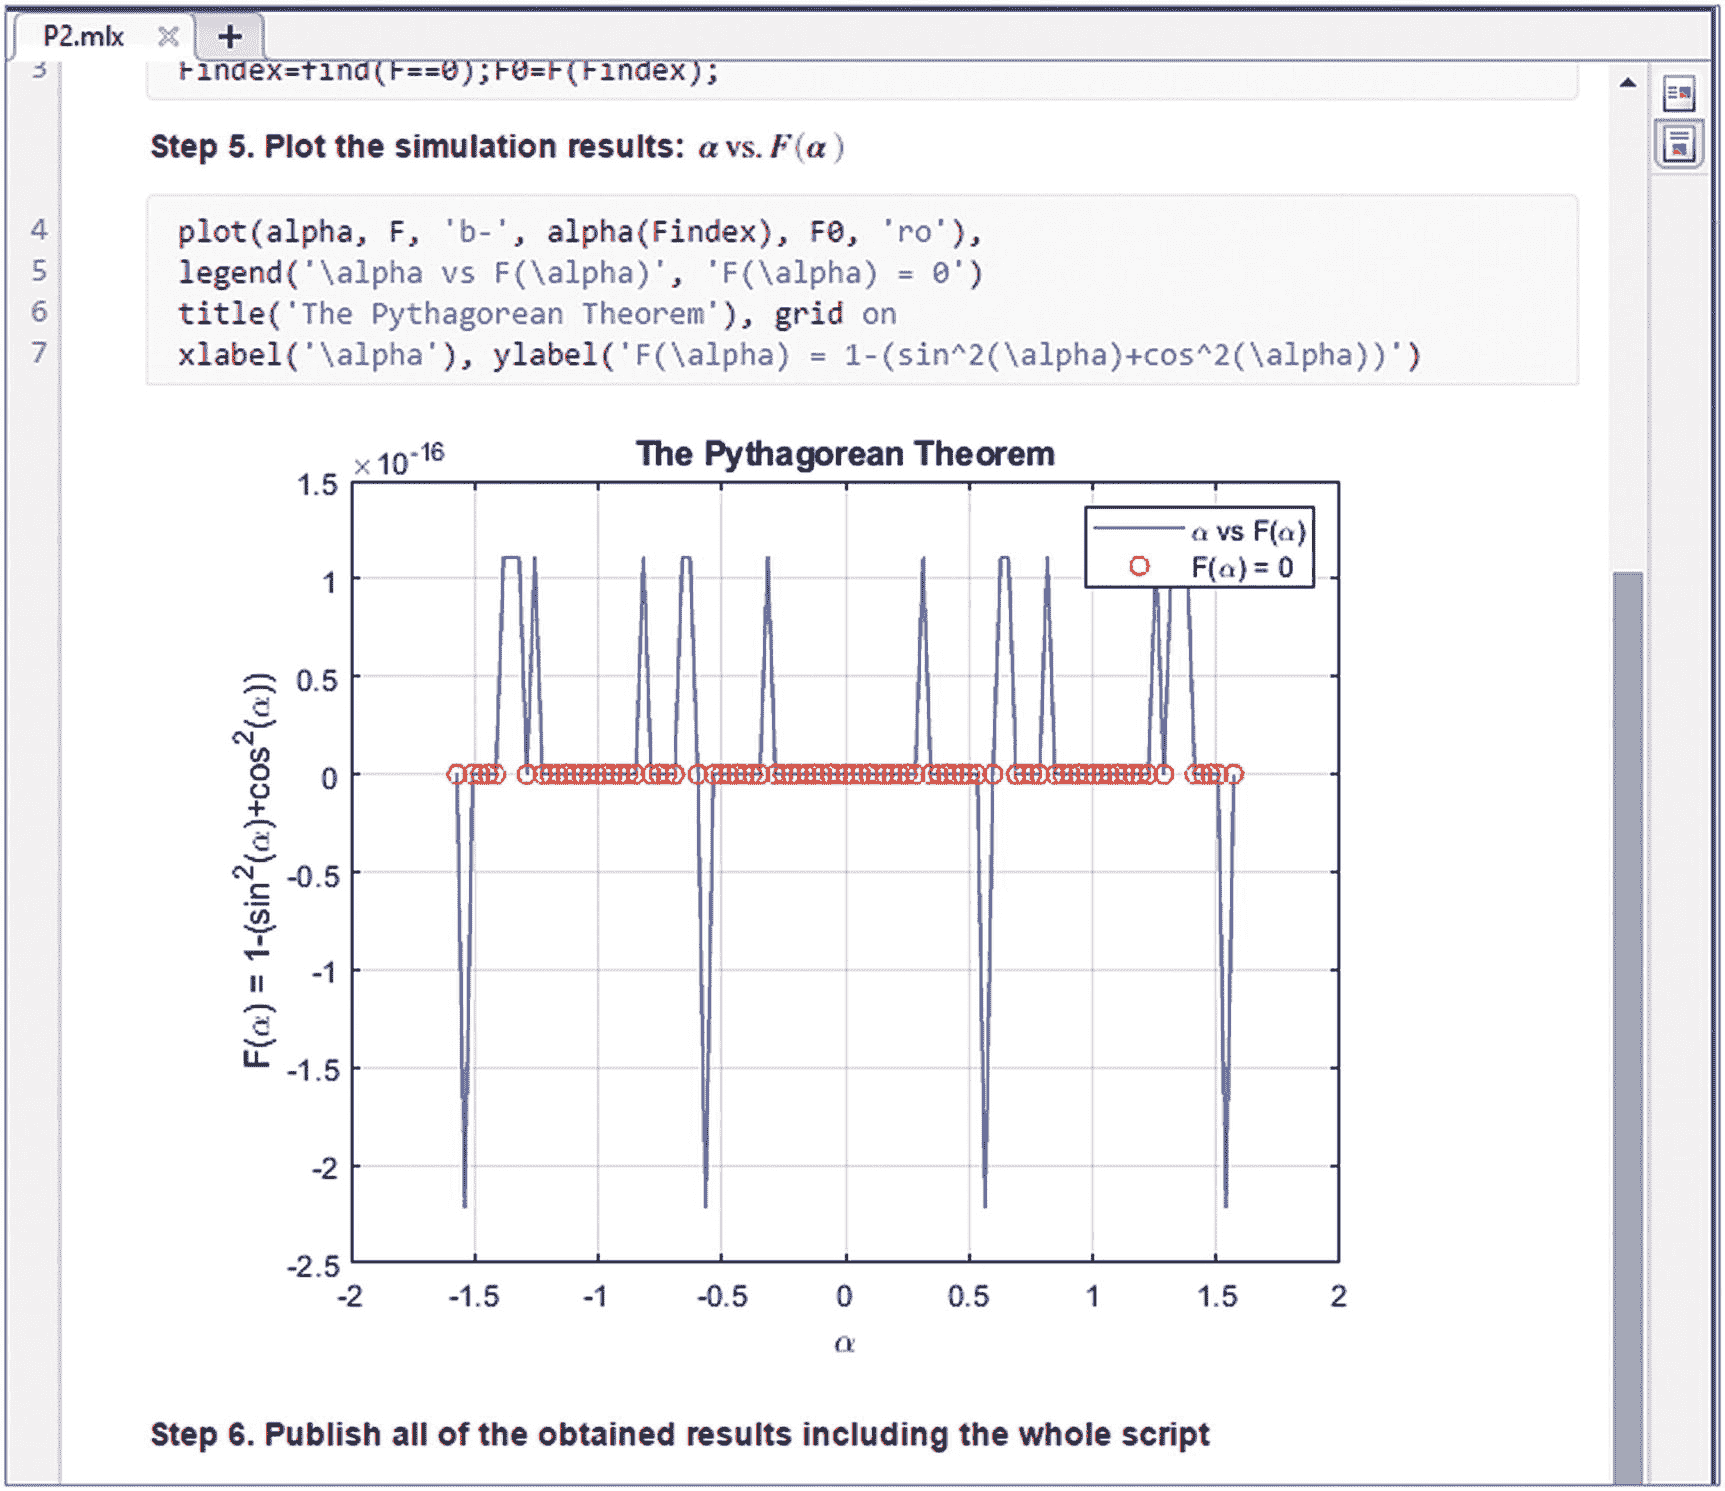 P2.mlx
3 Findex=find(F==0);F0=F(Findex);
Step 5. Plot the simulation results: α vs. F(α)
4 plot(alpha, F, 'b-', alpha(Findex), F0, 'ro'),
5 legend('\alpha vs F(\alpha)', 'F(\alpha) = 0')
6 title('The Pythagorean Theorem'), grid on
7 xlabel('\alpha'), ylabel('F(\alpha) = 1-(sin^2(\alpha)+cos^2(\alpha))')
The Pythagorean Theorem
×10⁻¹⁶
α vs F(α)
F(α) = 0
1.5
1
0.5
0
-0.5
-1
-1.5
-2
-2.5
F(α) = 1-(sin²(α)+cos²(α))
-2 -1.5 -1 -0.5 0 0.5 1 1.5 2
α
Step 6. Publish all of the obtained results including the whole script